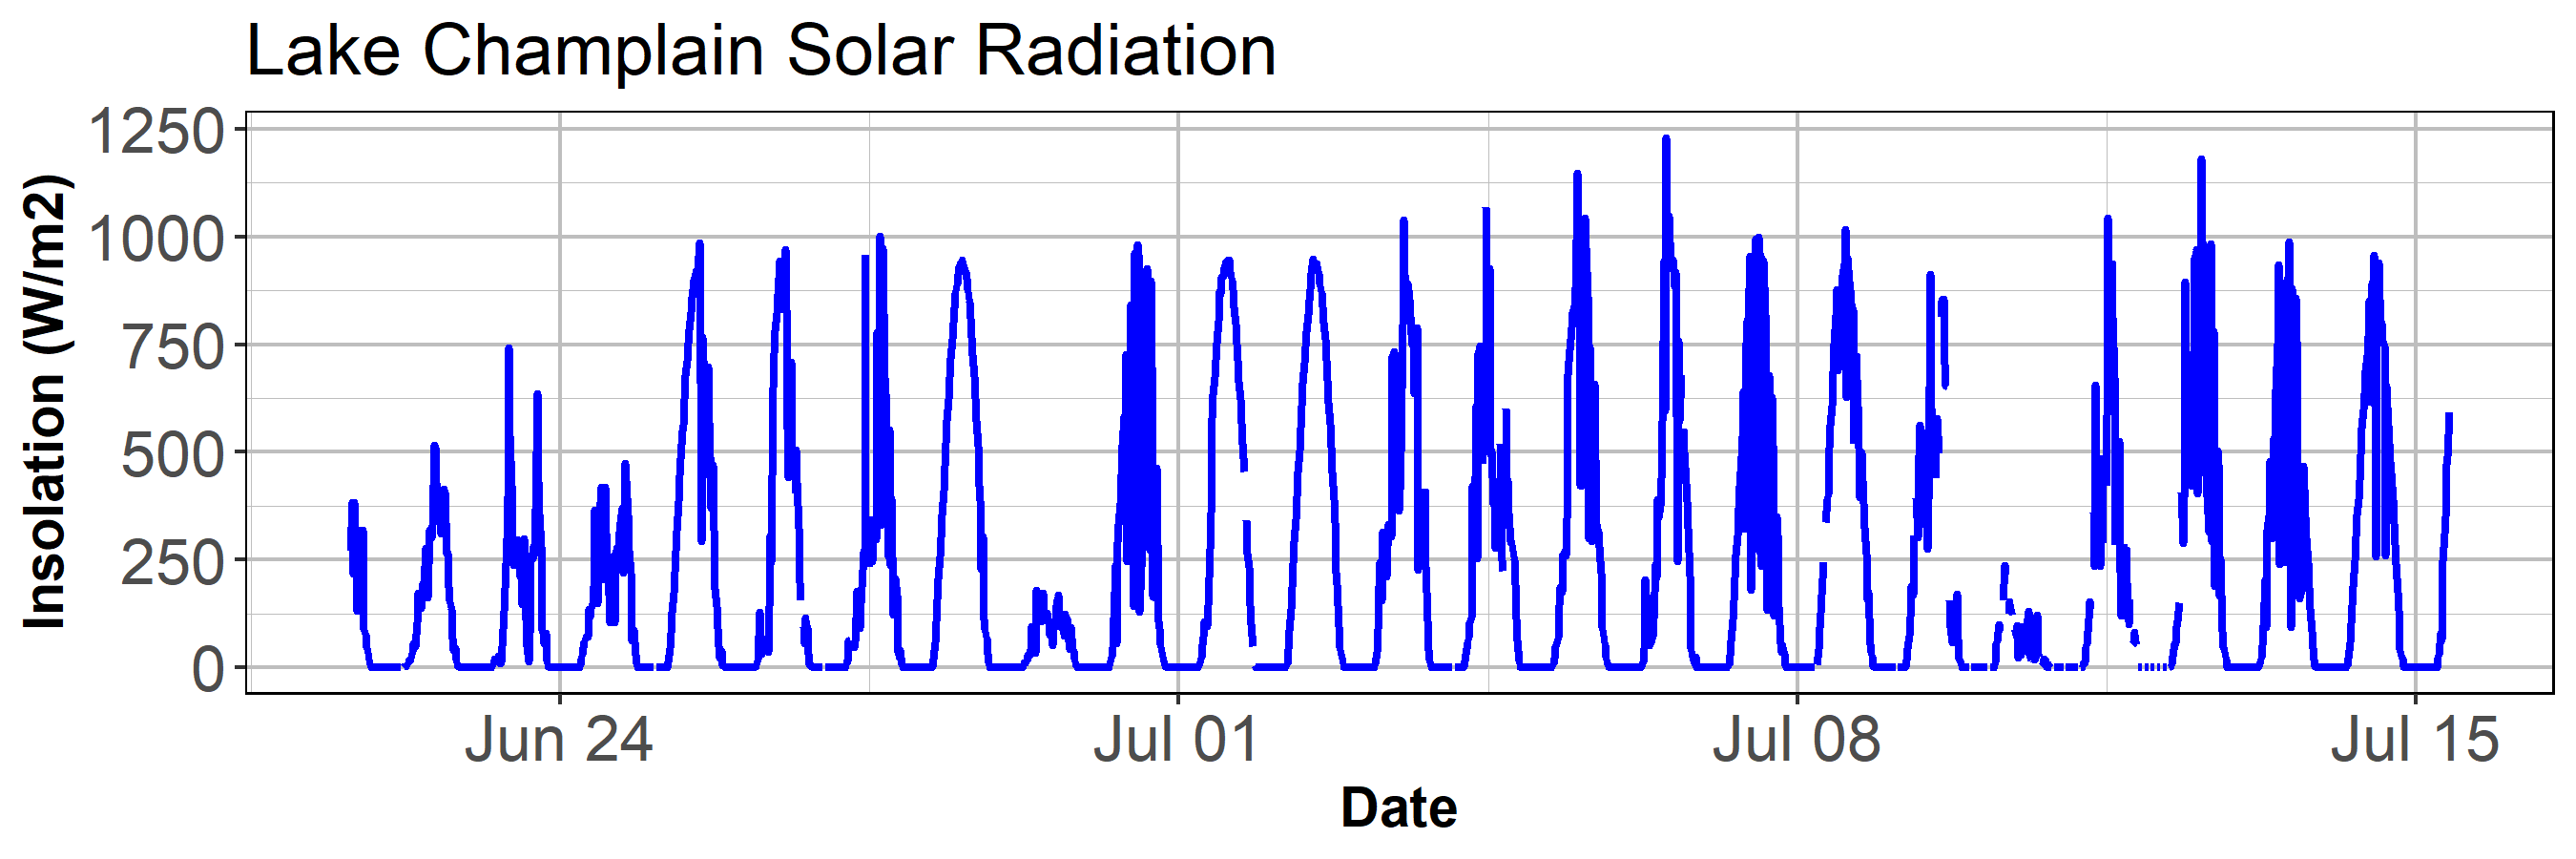 Lake Champlain Solar Radiation
1250
1000
750
500
250
0
Insolation (W/m2)
Jun 24
Jul 01
Jul 08
Jul 15
Date